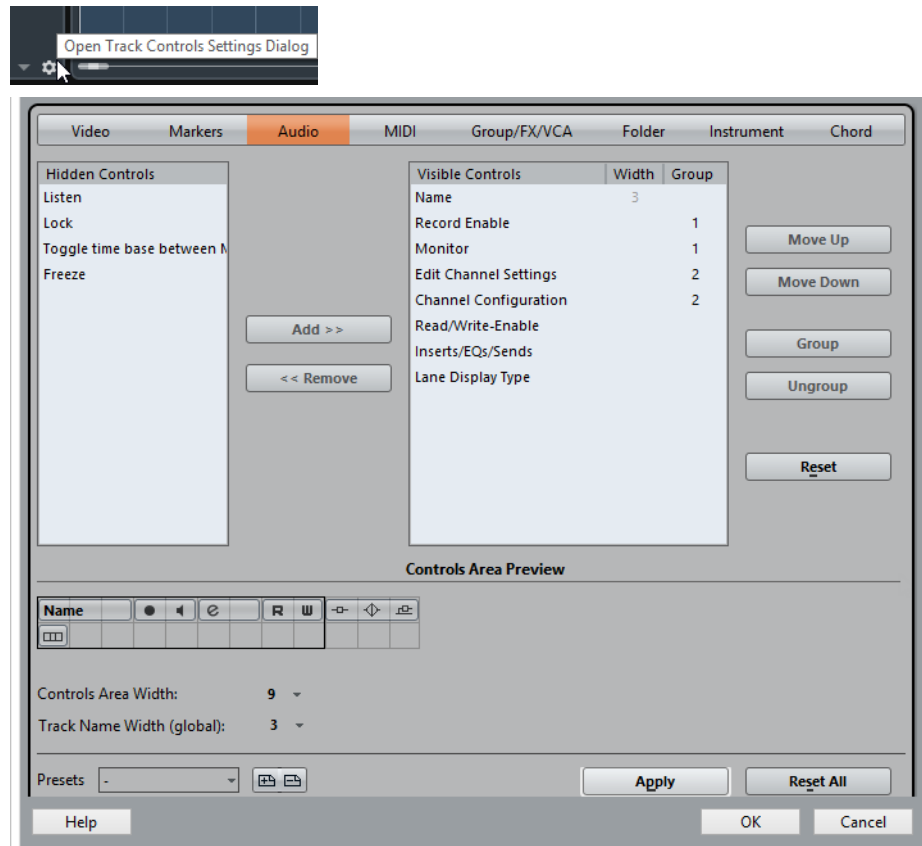 Open Track Controls Settings Dialog
Video Markers Audio MIDI Group/FX/VCA Folder Instrument Chord
Hidden Controls
Listen
Lock
Toggle time base between M
Freeze
Add >>
<< Remove
Visible Controls Width Group
Name 3
Record Enable 1
Monitor 1
Edit Channel Settings 2
Channel Configuration 2
Read/Write-Enable
Inserts/EQs/Sends
Lane Display Type
Move Up
Move Down
Group
Ungroup
Reset
Controls Area Preview
Name e R W
Controls Area Width: 9
Track Name Width (global): 3
Presets -
Apply Reset All
Help OK Cancel